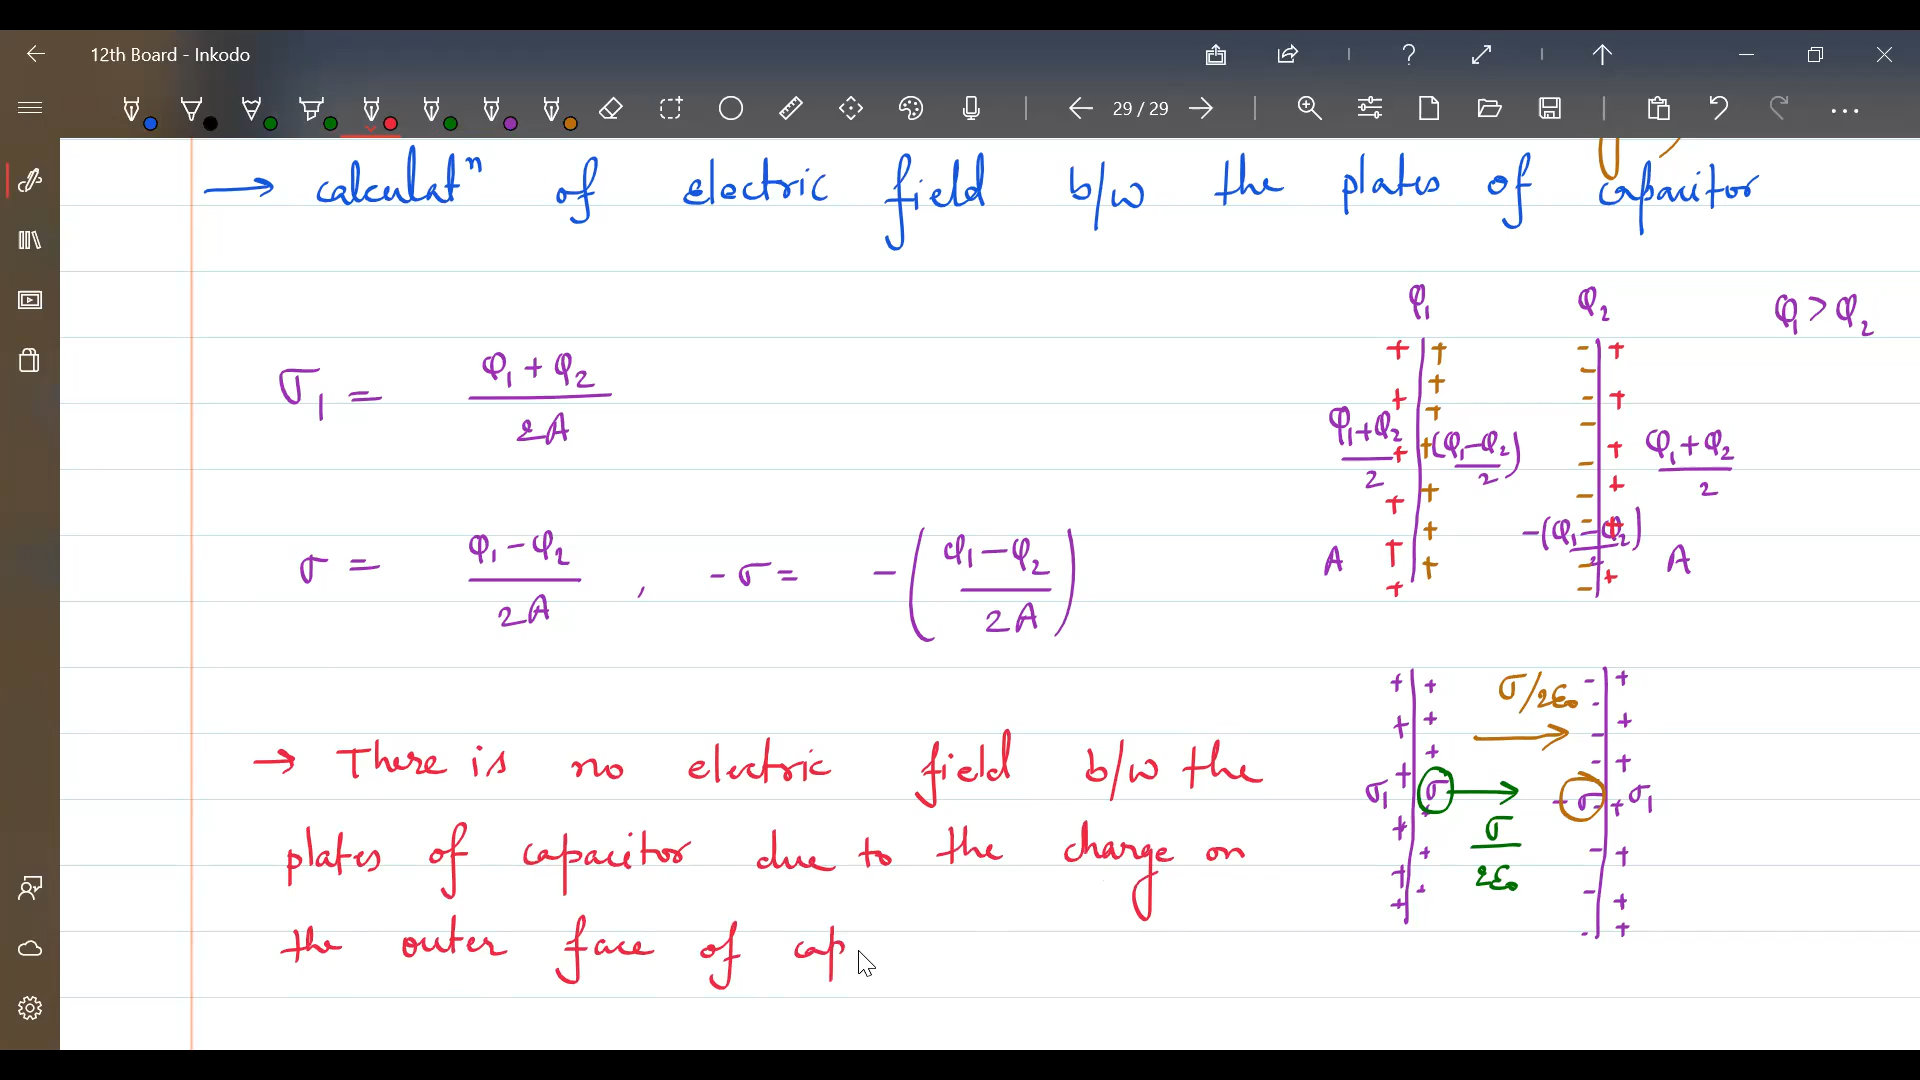 12th Board - Inkodo
29 / 29
→ calculatⁿ of electric field b/w the plates of capacitor
Q₁ Q₂ Q₁ > Q₂
σ₁ = (Q₁ + Q₂) / 2A
(Q₁+Q₂)/2 (Q₁-Q₂)/2 (Q₁+Q₂)/2
-(Q₁-Q₂)/2
A A
σ = (Q₁ - Q₂) / 2A , -σ = -((Q₁ - Q₂) / 2A)
σ/2ε₀
→ There is no electric field b/w the
σ₁ σ -σ σ₁
σ/2ε₀
plates of capacitor due to the charge on
the outer face of cap